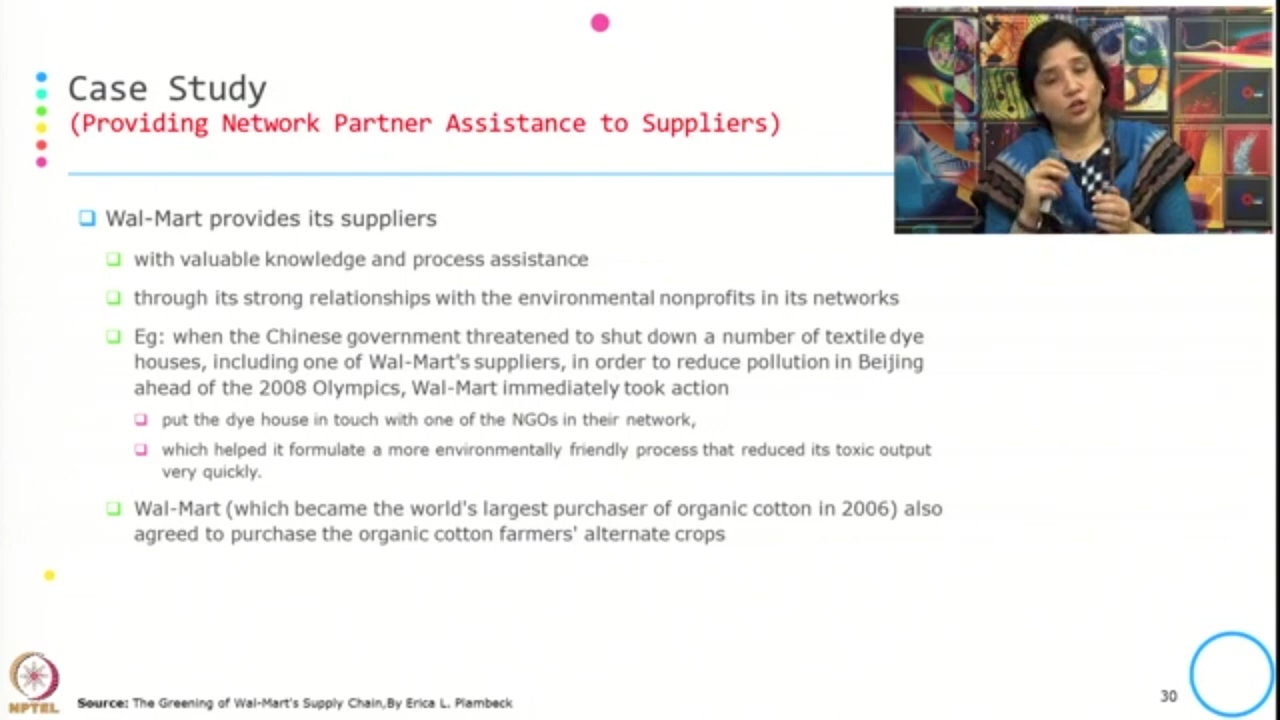 Case Study
(Providing Network Partner Assistance to Suppliers)
Wal-Mart provides its suppliers
with valuable knowledge and process assistance
through its strong relationships with the environmental nonprofits in its networks
Eg: when the Chinese government threatened to shut down a number of textile dye
houses, including one of Wal-Mart's suppliers, in order to reduce pollution in Beijing
ahead of the 2008 Olympics, Wal-Mart immediately took action
put the dye house in touch with one of the NGOs in their network,
which helped it formulate a more environmentally friendly process that reduced its toxic output
very quickly.
Wal-Mart (which became the world's largest purchaser of organic cotton in 2006) also
agreed to purchase the organic cotton farmers' alternate crops
NPTEL
Source: The Greening of Wal-Mart's Supply Chain,By Erica L. Plambeck
30